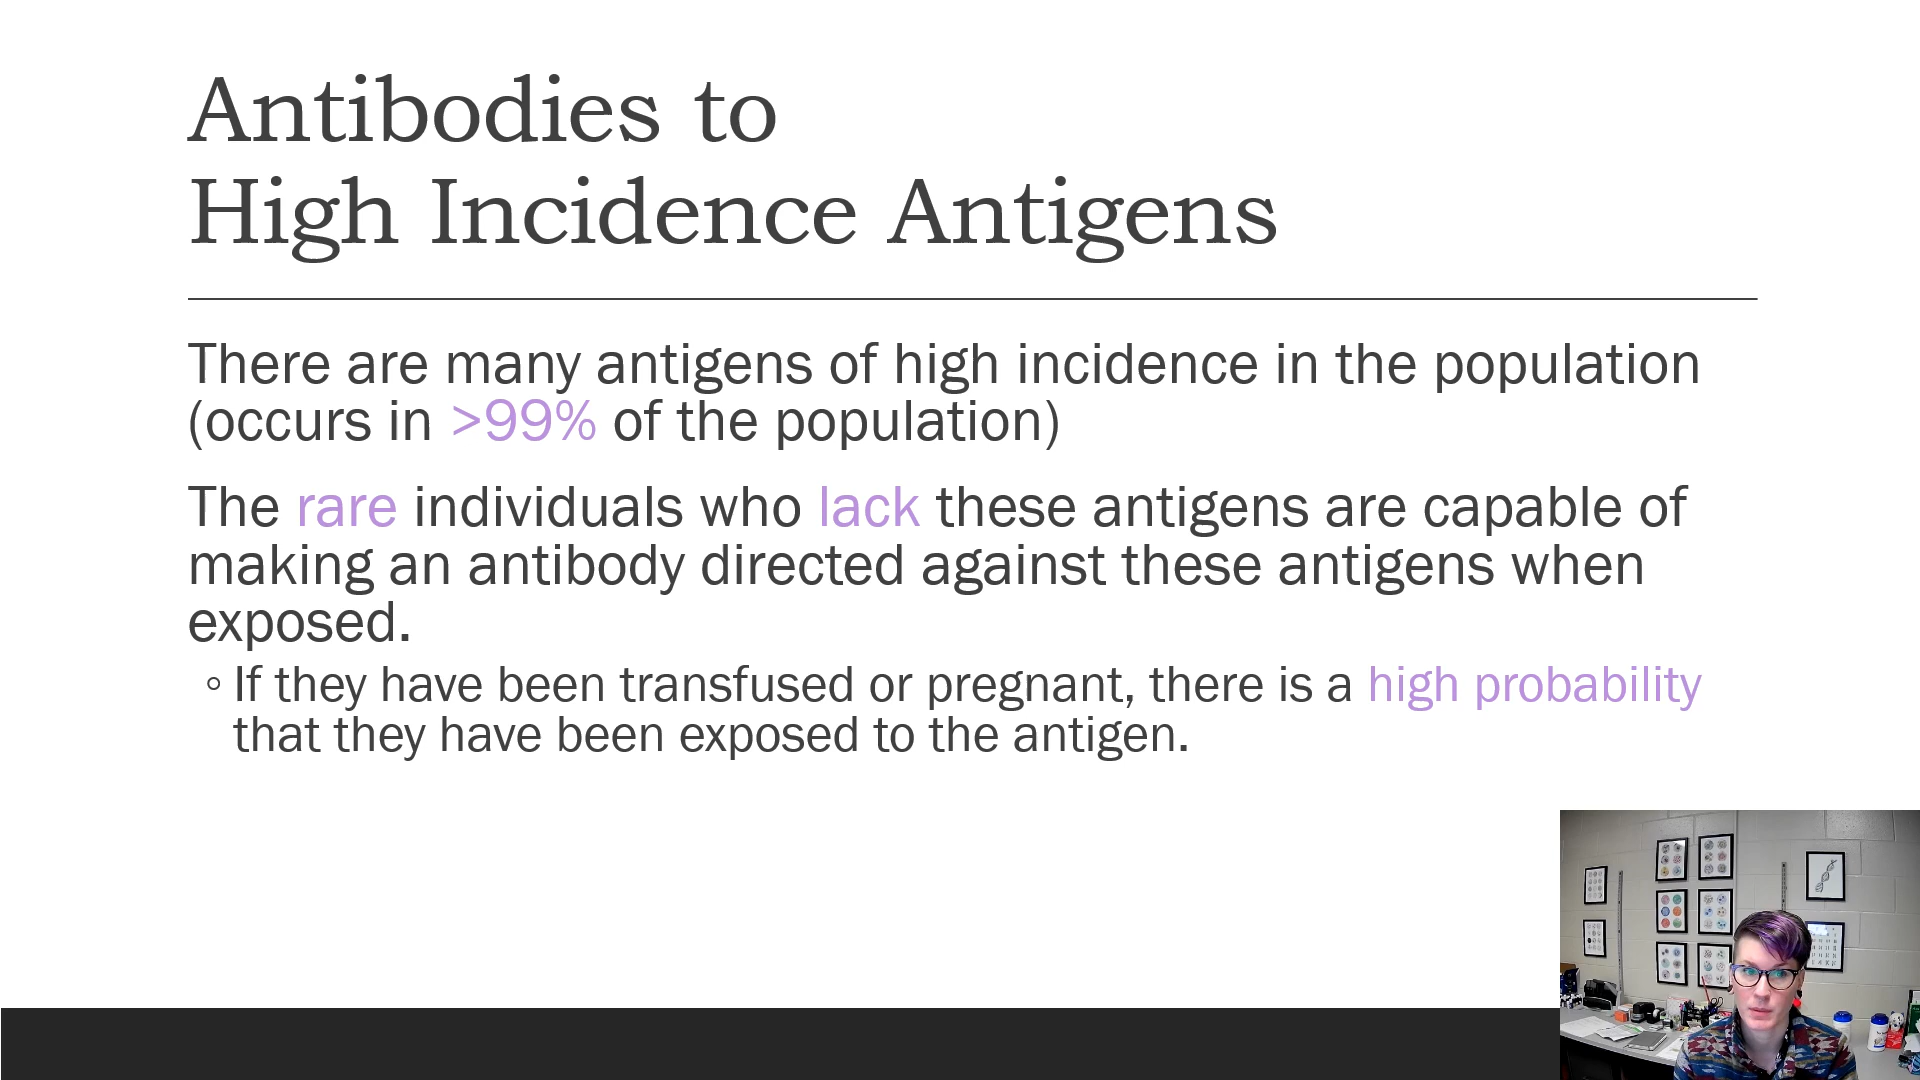 Antibodies to
High Incidence Antigens
There are many antigens of high incidence in the population
(occurs in >99% of the population)
The rare individuals who lack these antigens are capable of
making an antibody directed against these antigens when
exposed.
◦ If they have been transfused or pregnant, there is a high probability
that they have been exposed to the antigen.